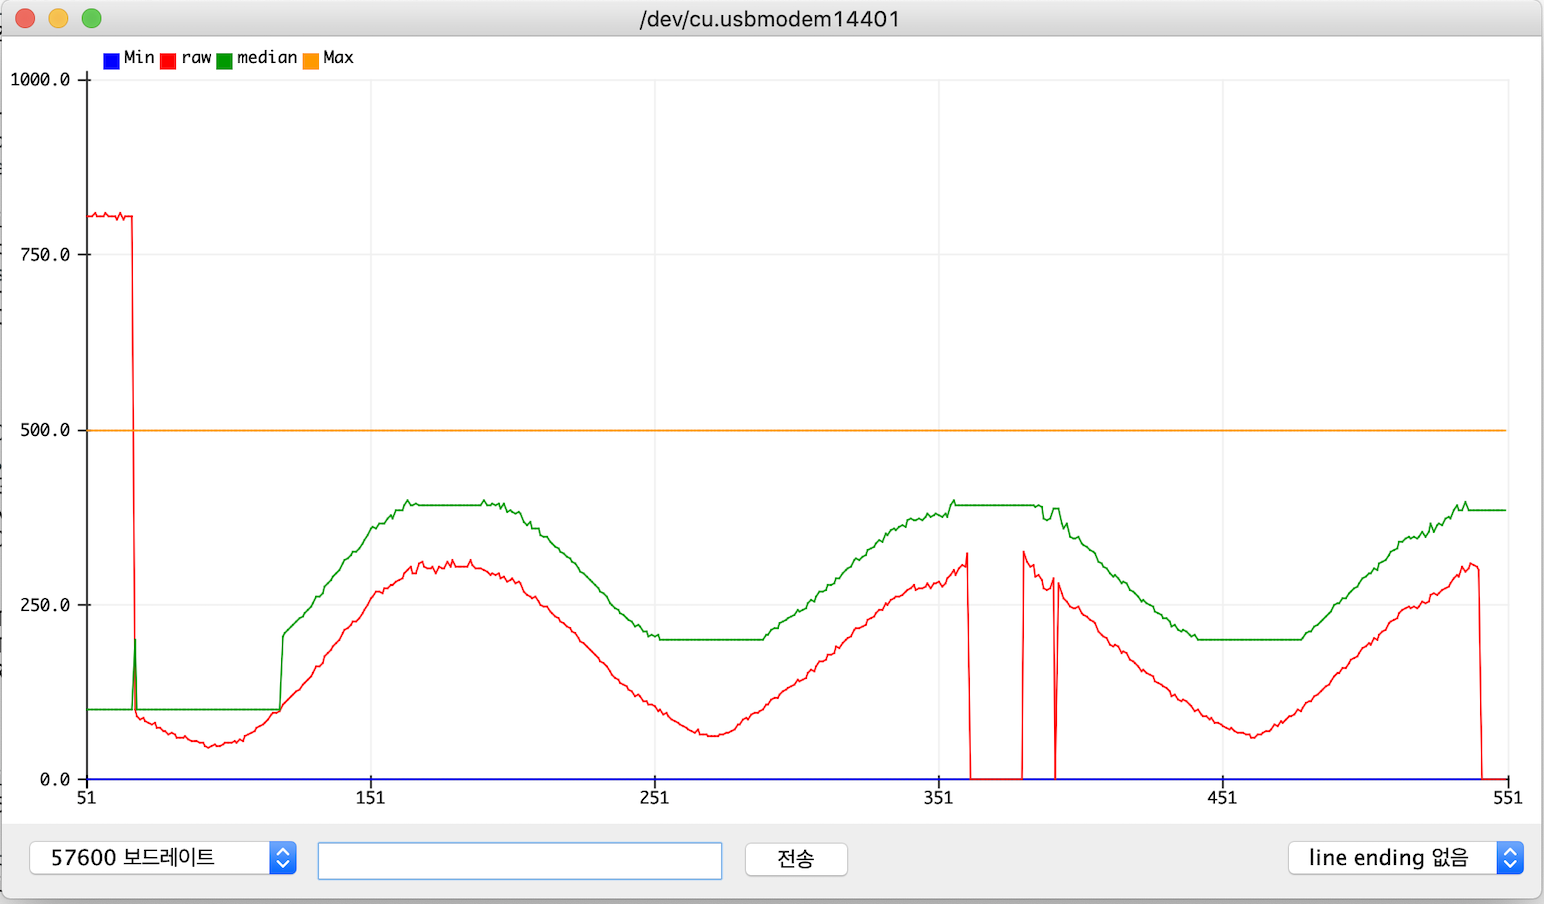 /dev/cu.usbmodem14401
Min raw median Max
1000.0
750.0
500.0
250.0
0.0
51 151 251 351 451 551
57600 보드레이트 전송 line ending 없음